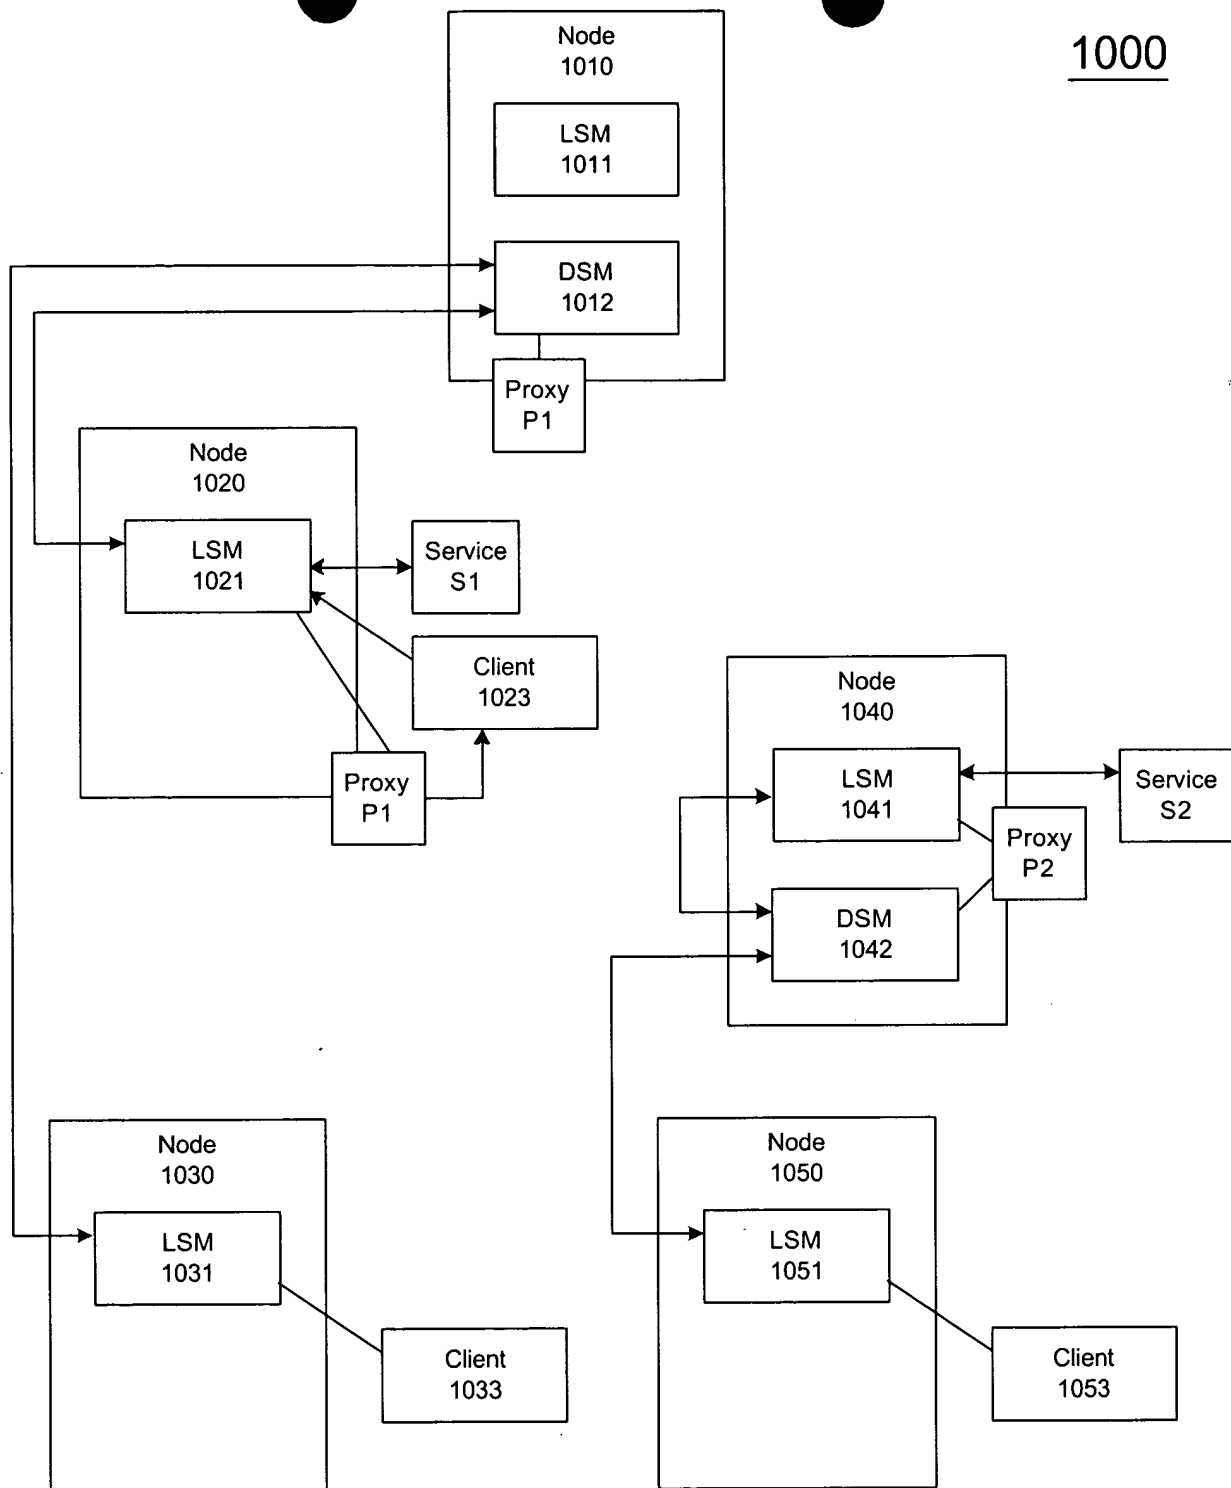 1000
Node
1010
LSM
1011
DSM
1012
Proxy
P1
Node
1020
LSM
1021
Service
S1
Client
1023
Proxy
P1
Node
1040
LSM
1041
Service
S2
Proxy
P2
DSM
1042
Node
1030
LSM
1031
Client
1033
Node
1050
LSM
1051
Client
1053